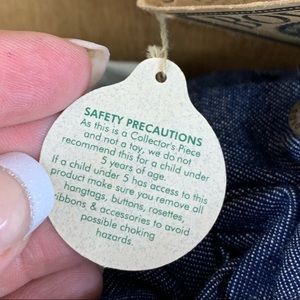 SAFETY PRECAUTIONS
As this is a Collector's Piece
and not a toy, we do not
recommend this for a child under
5 years of age.
If a child under 5 has access to this
product make sure you remove all
hangtags, buttons, rosettes,
ribbons & accessories to avoid
possible choking
hazards.